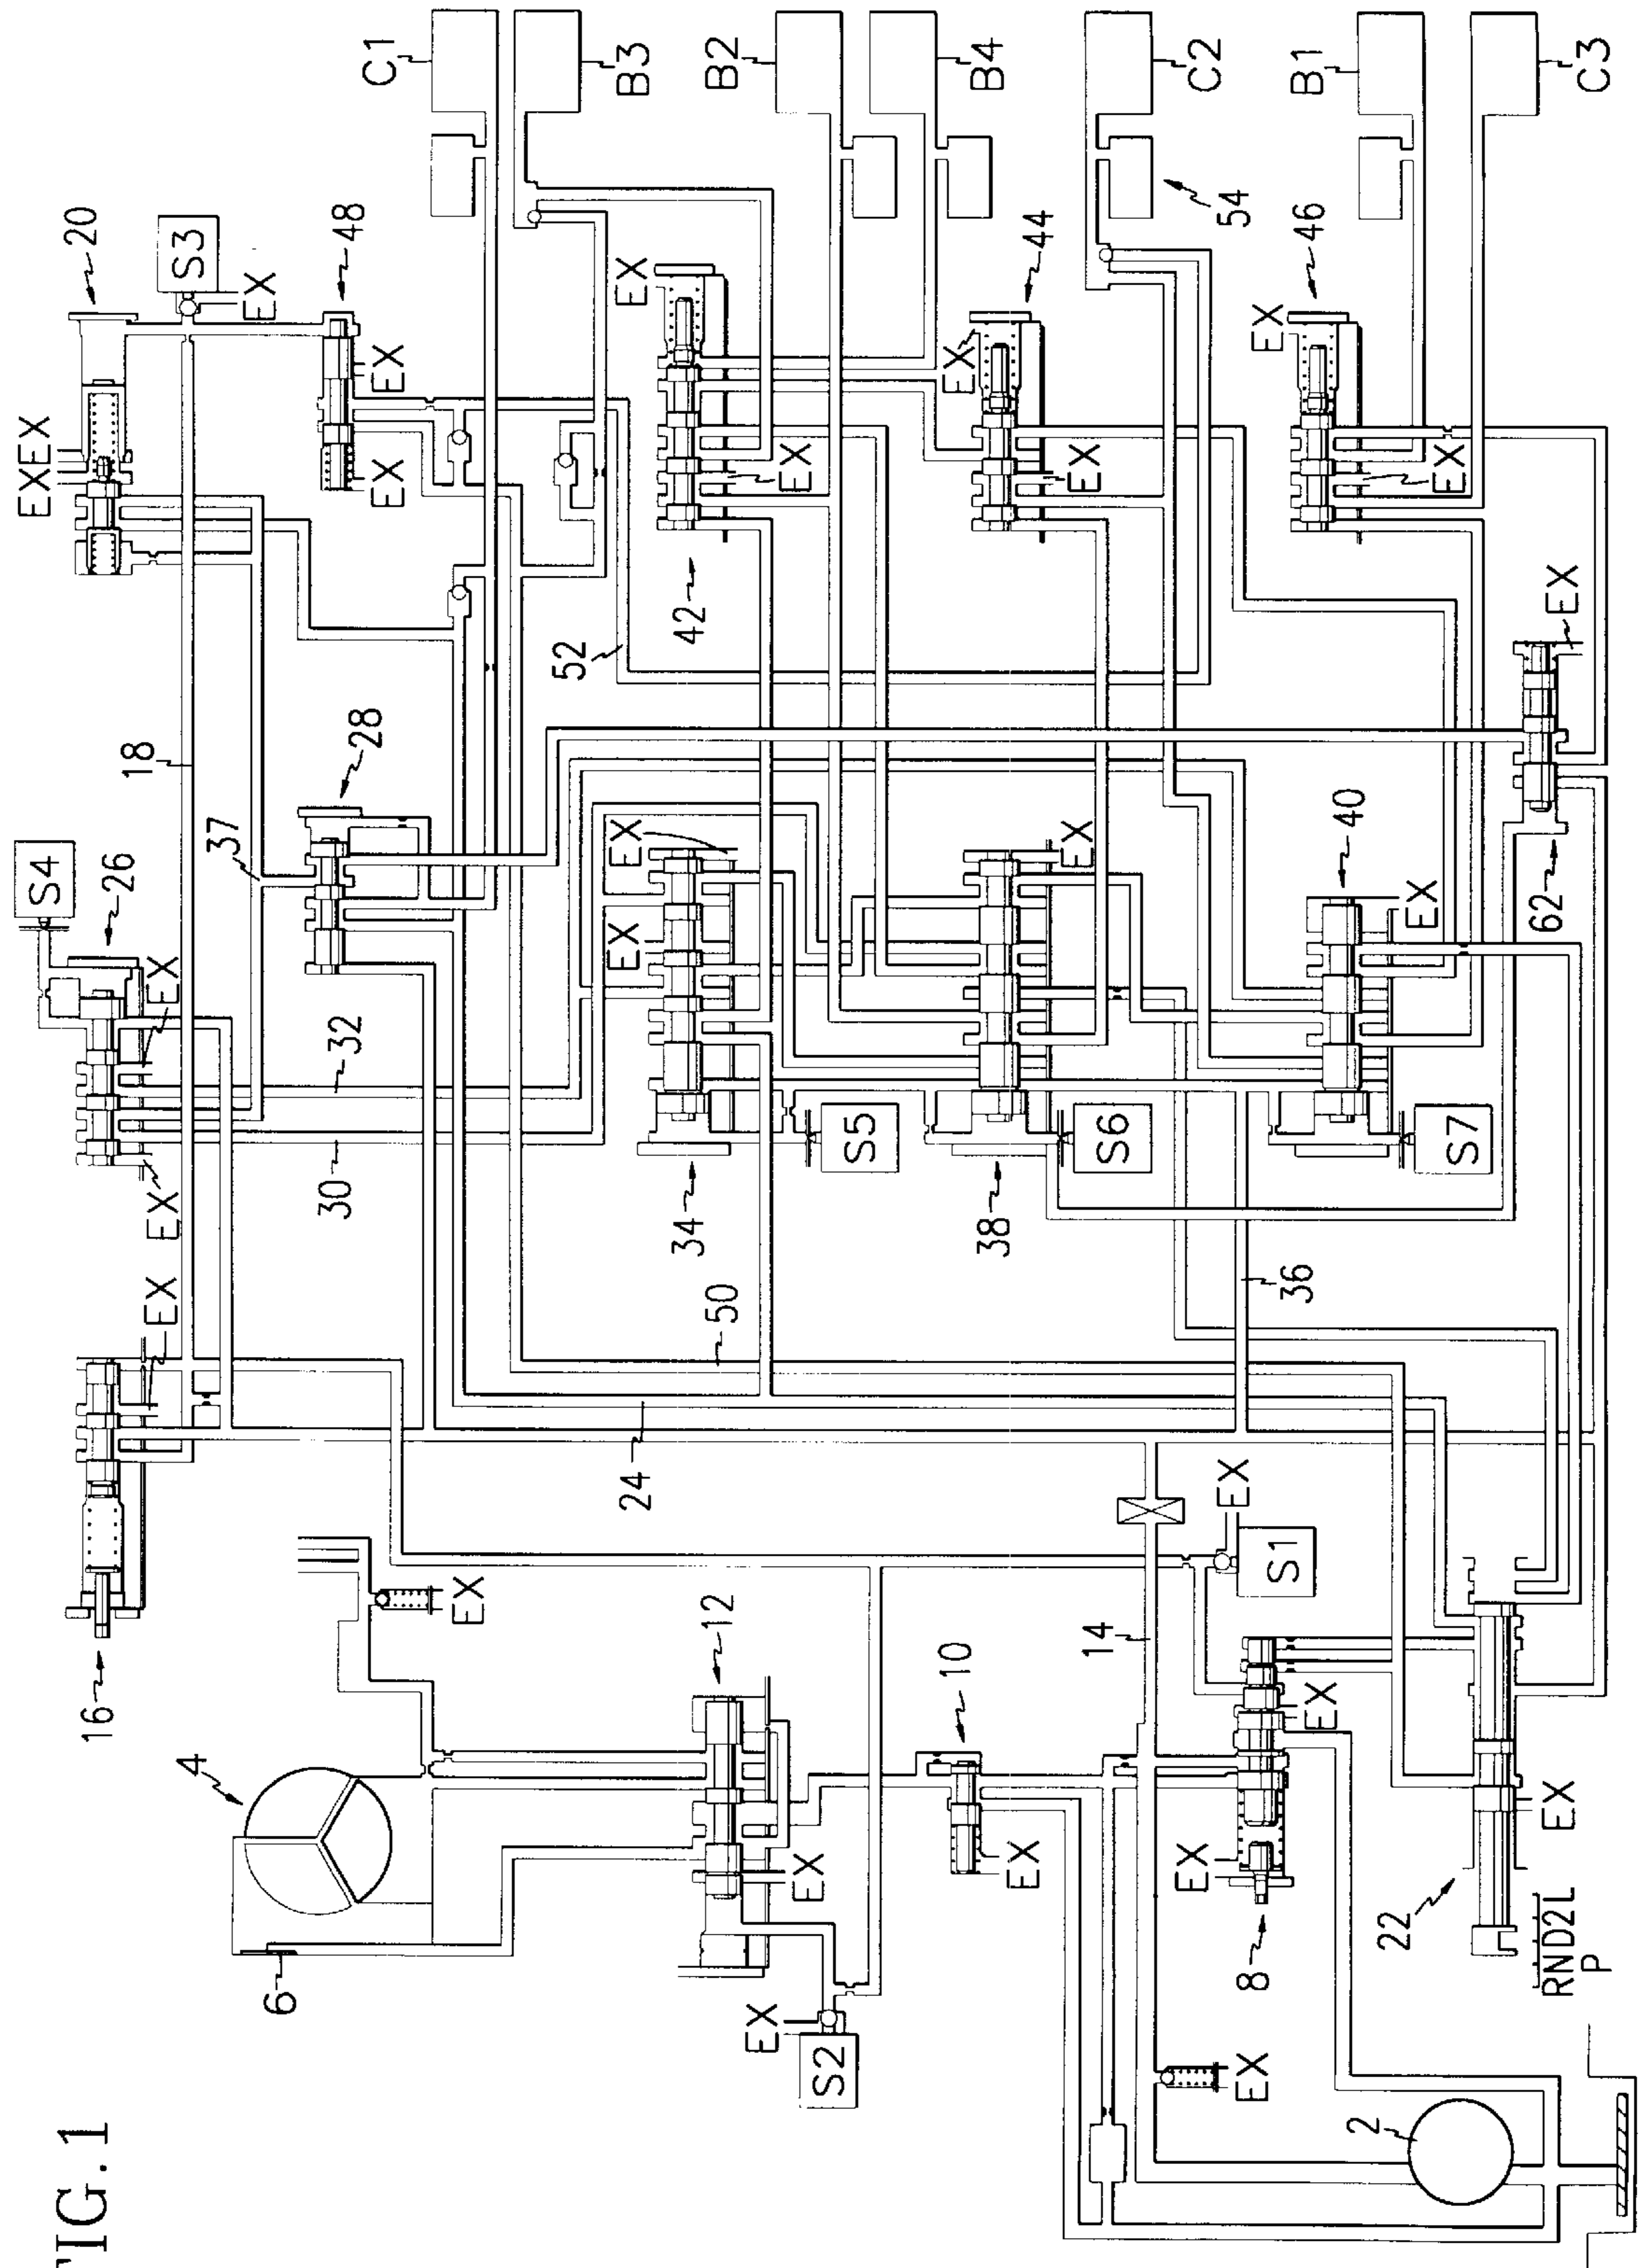 FIG. 1
C1
B3
B2
B4
C2
B1
C3
54
20
S3
EX
48
EX
EX
EXEX
EX
44
EX
EX
46
EX
EX
EX
42
52
18
28
37
S4
26
EX
EX
32
30
EX
EX
34
S5
38
EX
S6
40
EX
S7
62
EX
36
50
24
EX
16
EX
12
EX
4
6
EX
S2
10
EX
14
S1
EX
EX
EX
8
22
EX
RND2L
P
EX
2